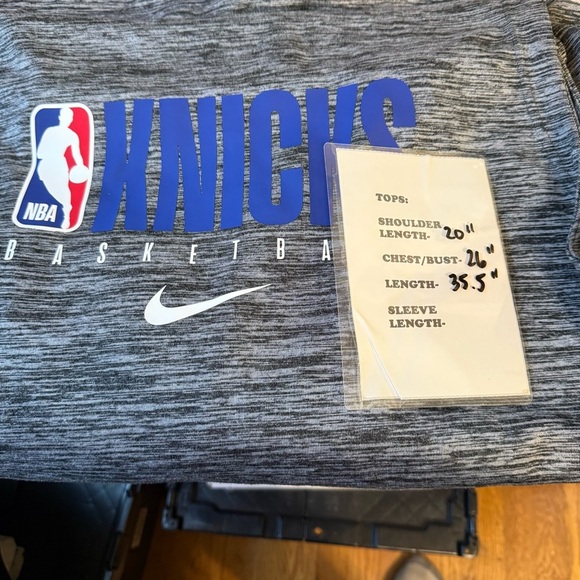 KNICKS
NBA
BASKETBA
TOPS:
SHOULDER
LENGTH- 20"
CHEST/BUST- 26"
LENGTH- 35.5"
SLEEVE
LENGTH-